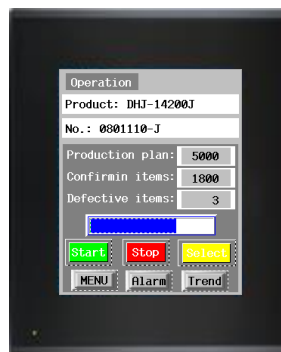 Operation
Product: DHJ-14200J
No.: 0801110-J
Production plan: 5000
Confirmin items: 1800
Defective items: 3
Start Stop Select
MENU Alarm Trend